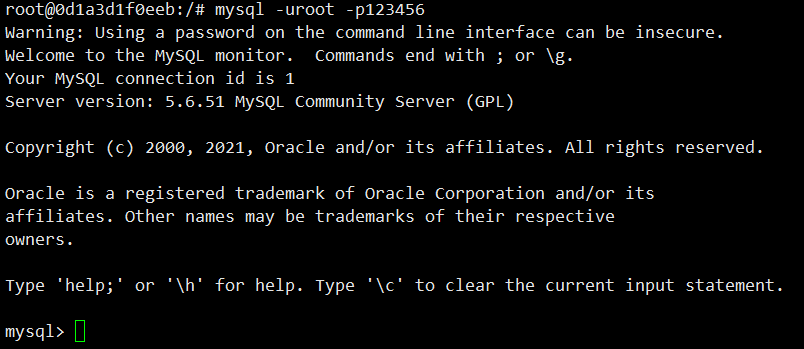 root@0d1a3d1f0eeb:/# mysql -uroot -p123456
Warning: Using a password on the command line interface can be insecure.
Welcome to the MySQL monitor.  Commands end with ; or \g.
Your MySQL connection id is 1
Server version: 5.6.51 MySQL Community Server (GPL)

Copyright (c) 2000, 2021, Oracle and/or its affiliates. All rights reserved.

Oracle is a registered trademark of Oracle Corporation and/or its
affiliates. Other names may be trademarks of their respective
owners.

Type 'help;' or '\h' for help. Type '\c' to clear the current input statement.

mysql>